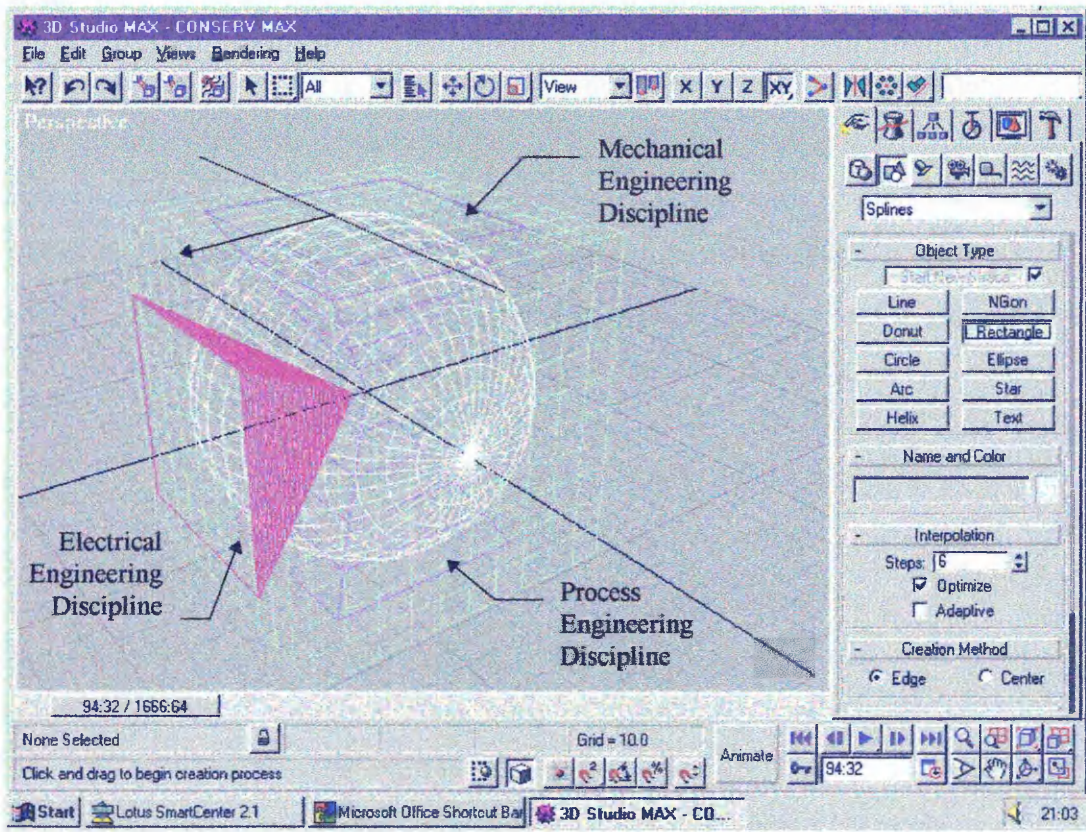 3D Studio MAX - CONSERV.MAX
File Edit Group Views Rendering Help
All View X Y Z XY
Perspective
Mechanical
Engineering
Discipline
Splines
- Object Type
Start New Shape
Line NGon
Donut Rectangle
Circle Ellipse
Arc Star
Helix Text
- Name and Color
- Interpolation
Steps: 6
Optimize
Adaptive
- Creation Method
Edge Center
Electrical
Engineering
Discipline
Process
Engineering
Discipline
94:32 / 1666:64
None Selected
Grid = 10.0
Animate
Click and drag to begin creation process
94:32
Start Lotus SmartCenter 2.1 Microsoft Office Shortcut Bar 3D Studio MAX - CO... 21:03